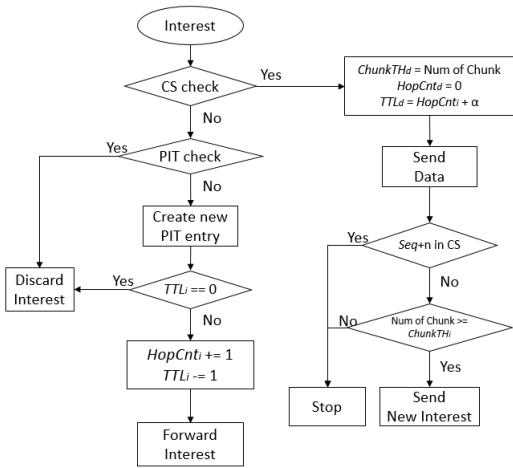 Interest
CS check
Yes
No
PIT check
Yes
No
Create new
PIT entry
Discard
Interest
Yes
TTLi == 0
No
HopCnti += 1
TTLi -= 1
Forward
Interest
ChunkTHd = Num of Chunk
HopCntd = 0
TTLd = HopCnti + α
Send
Data
Yes
Seq+n in CS
No
No
Num of Chunk >=
ChunkTHi
Yes
Stop
Send
New Interest